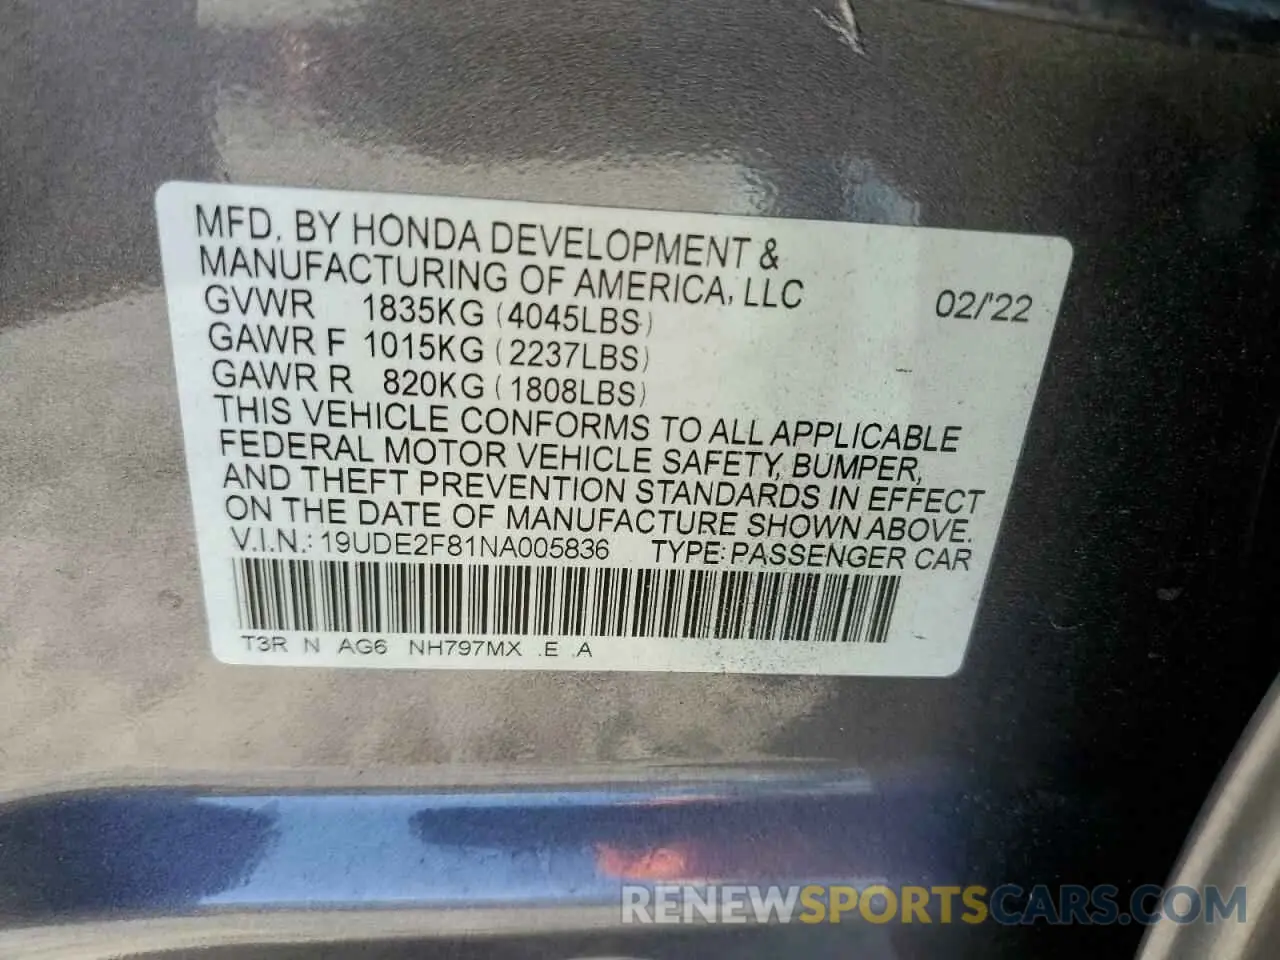 MFD. BY HONDA DEVELOPMENT &
MANUFACTURING OF AMERICA, LLC
GVWR 1835KG (4045LBS) 02/'22
GAWR F 1015KG (2237LBS)
GAWR R 820KG (1808LBS)
THIS VEHICLE CONFORMS TO ALL APPLICABLE
FEDERAL MOTOR VEHICLE SAFETY, BUMPER,
AND THEFT PREVENTION STANDARDS IN EFFECT
ON THE DATE OF MANUFACTURE SHOWN ABOVE.
V.I.N.: 19UDE2F81NA005836 TYPE: PASSENGER CAR
T3R N AG6 NH797MX .E .A
RENEWSPORTSCARS.COM